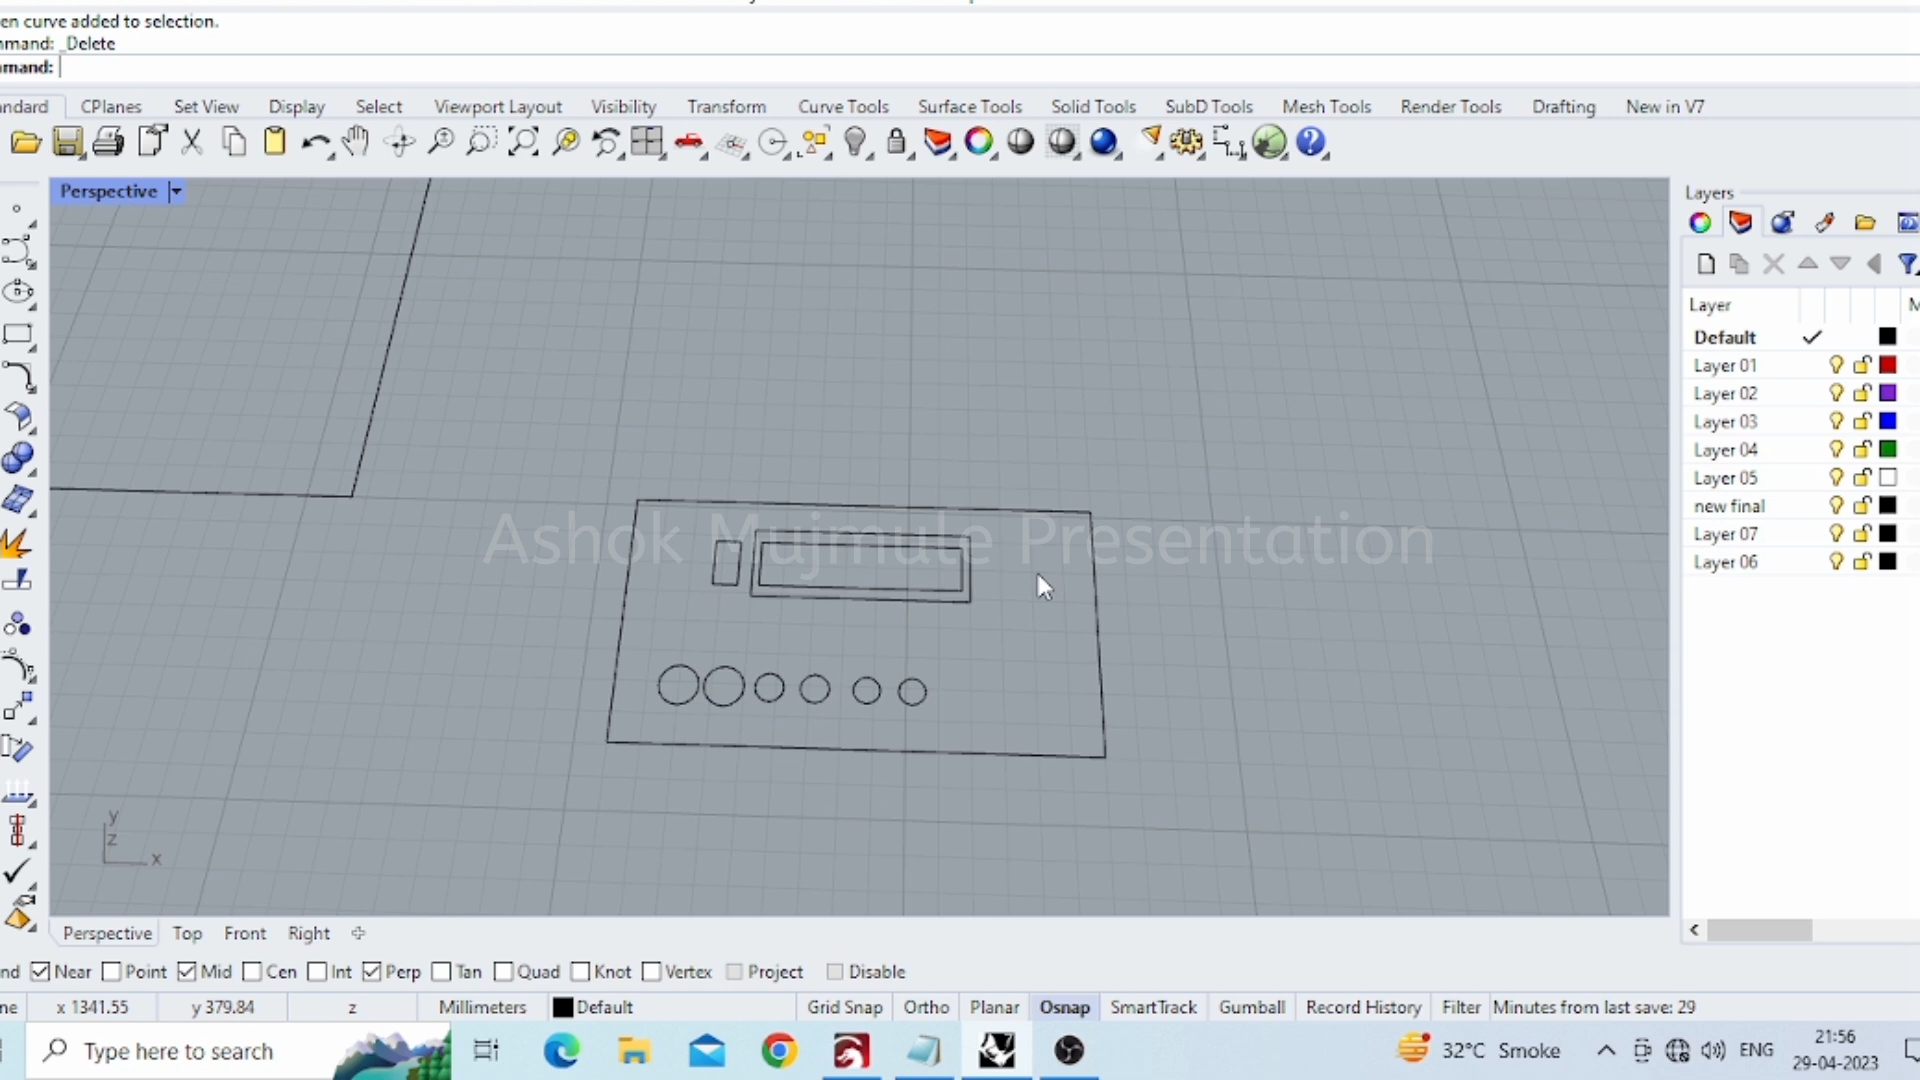 en curve added to selection.
mmand: _Delete
mmand:
andard CPlanes Set View Display Select Viewport Layout Visibility Transform Curve Tools Surface Tools Solid Tools SubD Tools Mesh Tools Render Tools Drafting New in V7
Perspective
Layers
Layer M
Default
Layer 01
Layer 02
Layer 03
Layer 04
Layer 05
new final
Layer 07
Layer 06
Ashok Mujmule Presentation
y
z
x
Perspective Top Front Right
nd Near Point Mid Cen Int Perp Tan Quad Knot Vertex Project Disable
ne x 1341.55 y 379.84 z Millimeters Default Grid Snap Ortho Planar Osnap SmartTrack Gumball Record History Filter Minutes from last save: 29
Type here to search 32°C Smoke ENG 21:56
29-04-2023